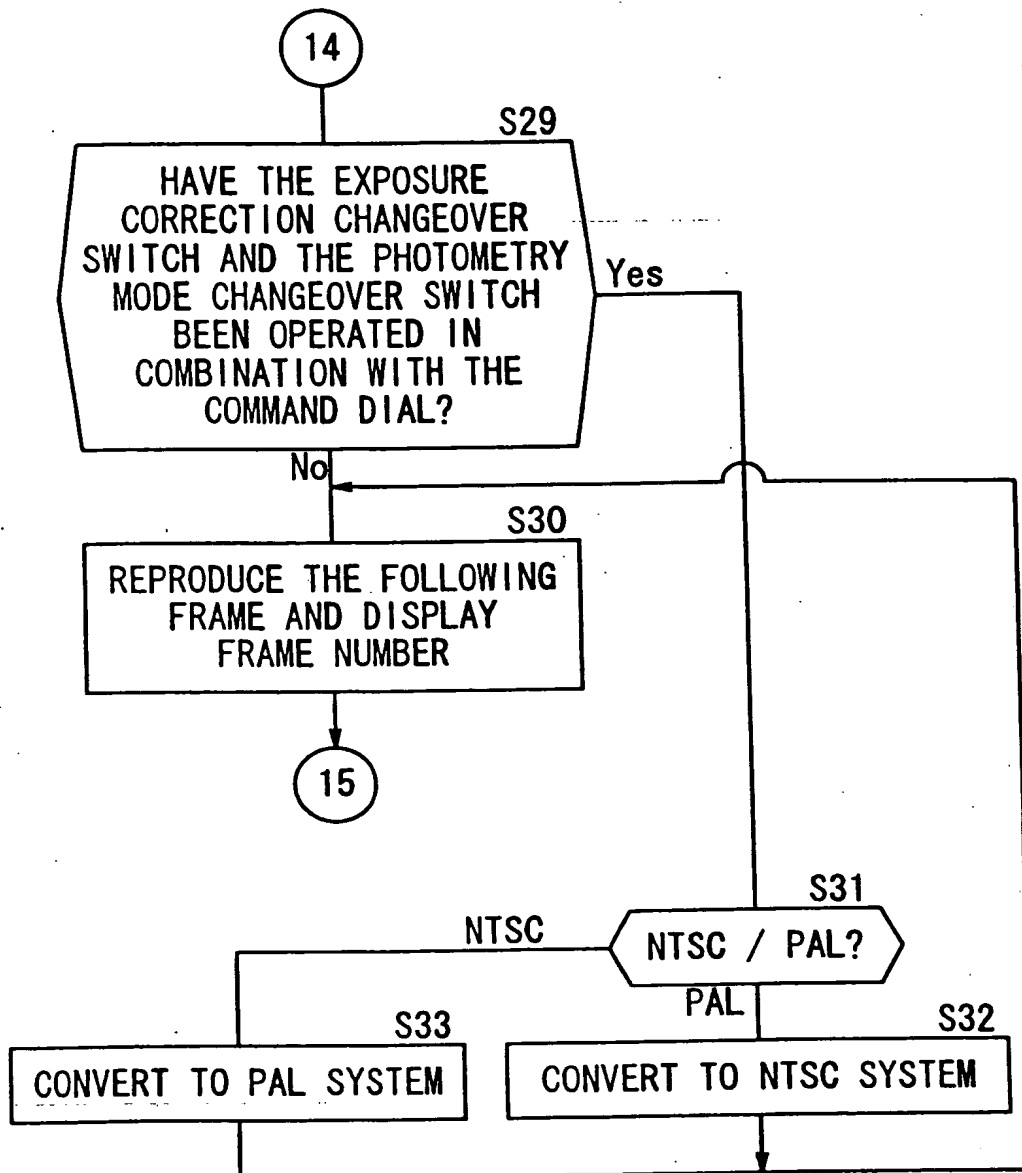 14
S29
HAVE THE EXPOSURE
CORRECTION CHANGEOVER
SWITCH AND THE PHOTOMETRY
MODE CHANGEOVER SWITCH
BEEN OPERATED IN
COMBINATION WITH THE
COMMAND DIAL?
Yes
No
S30
REPRODUCE THE FOLLOWING
FRAME AND DISPLAY
FRAME NUMBER
15
S31
NTSC
NTSC / PAL?
PAL
S33
S32
CONVERT TO PAL SYSTEM
CONVERT TO NTSC SYSTEM